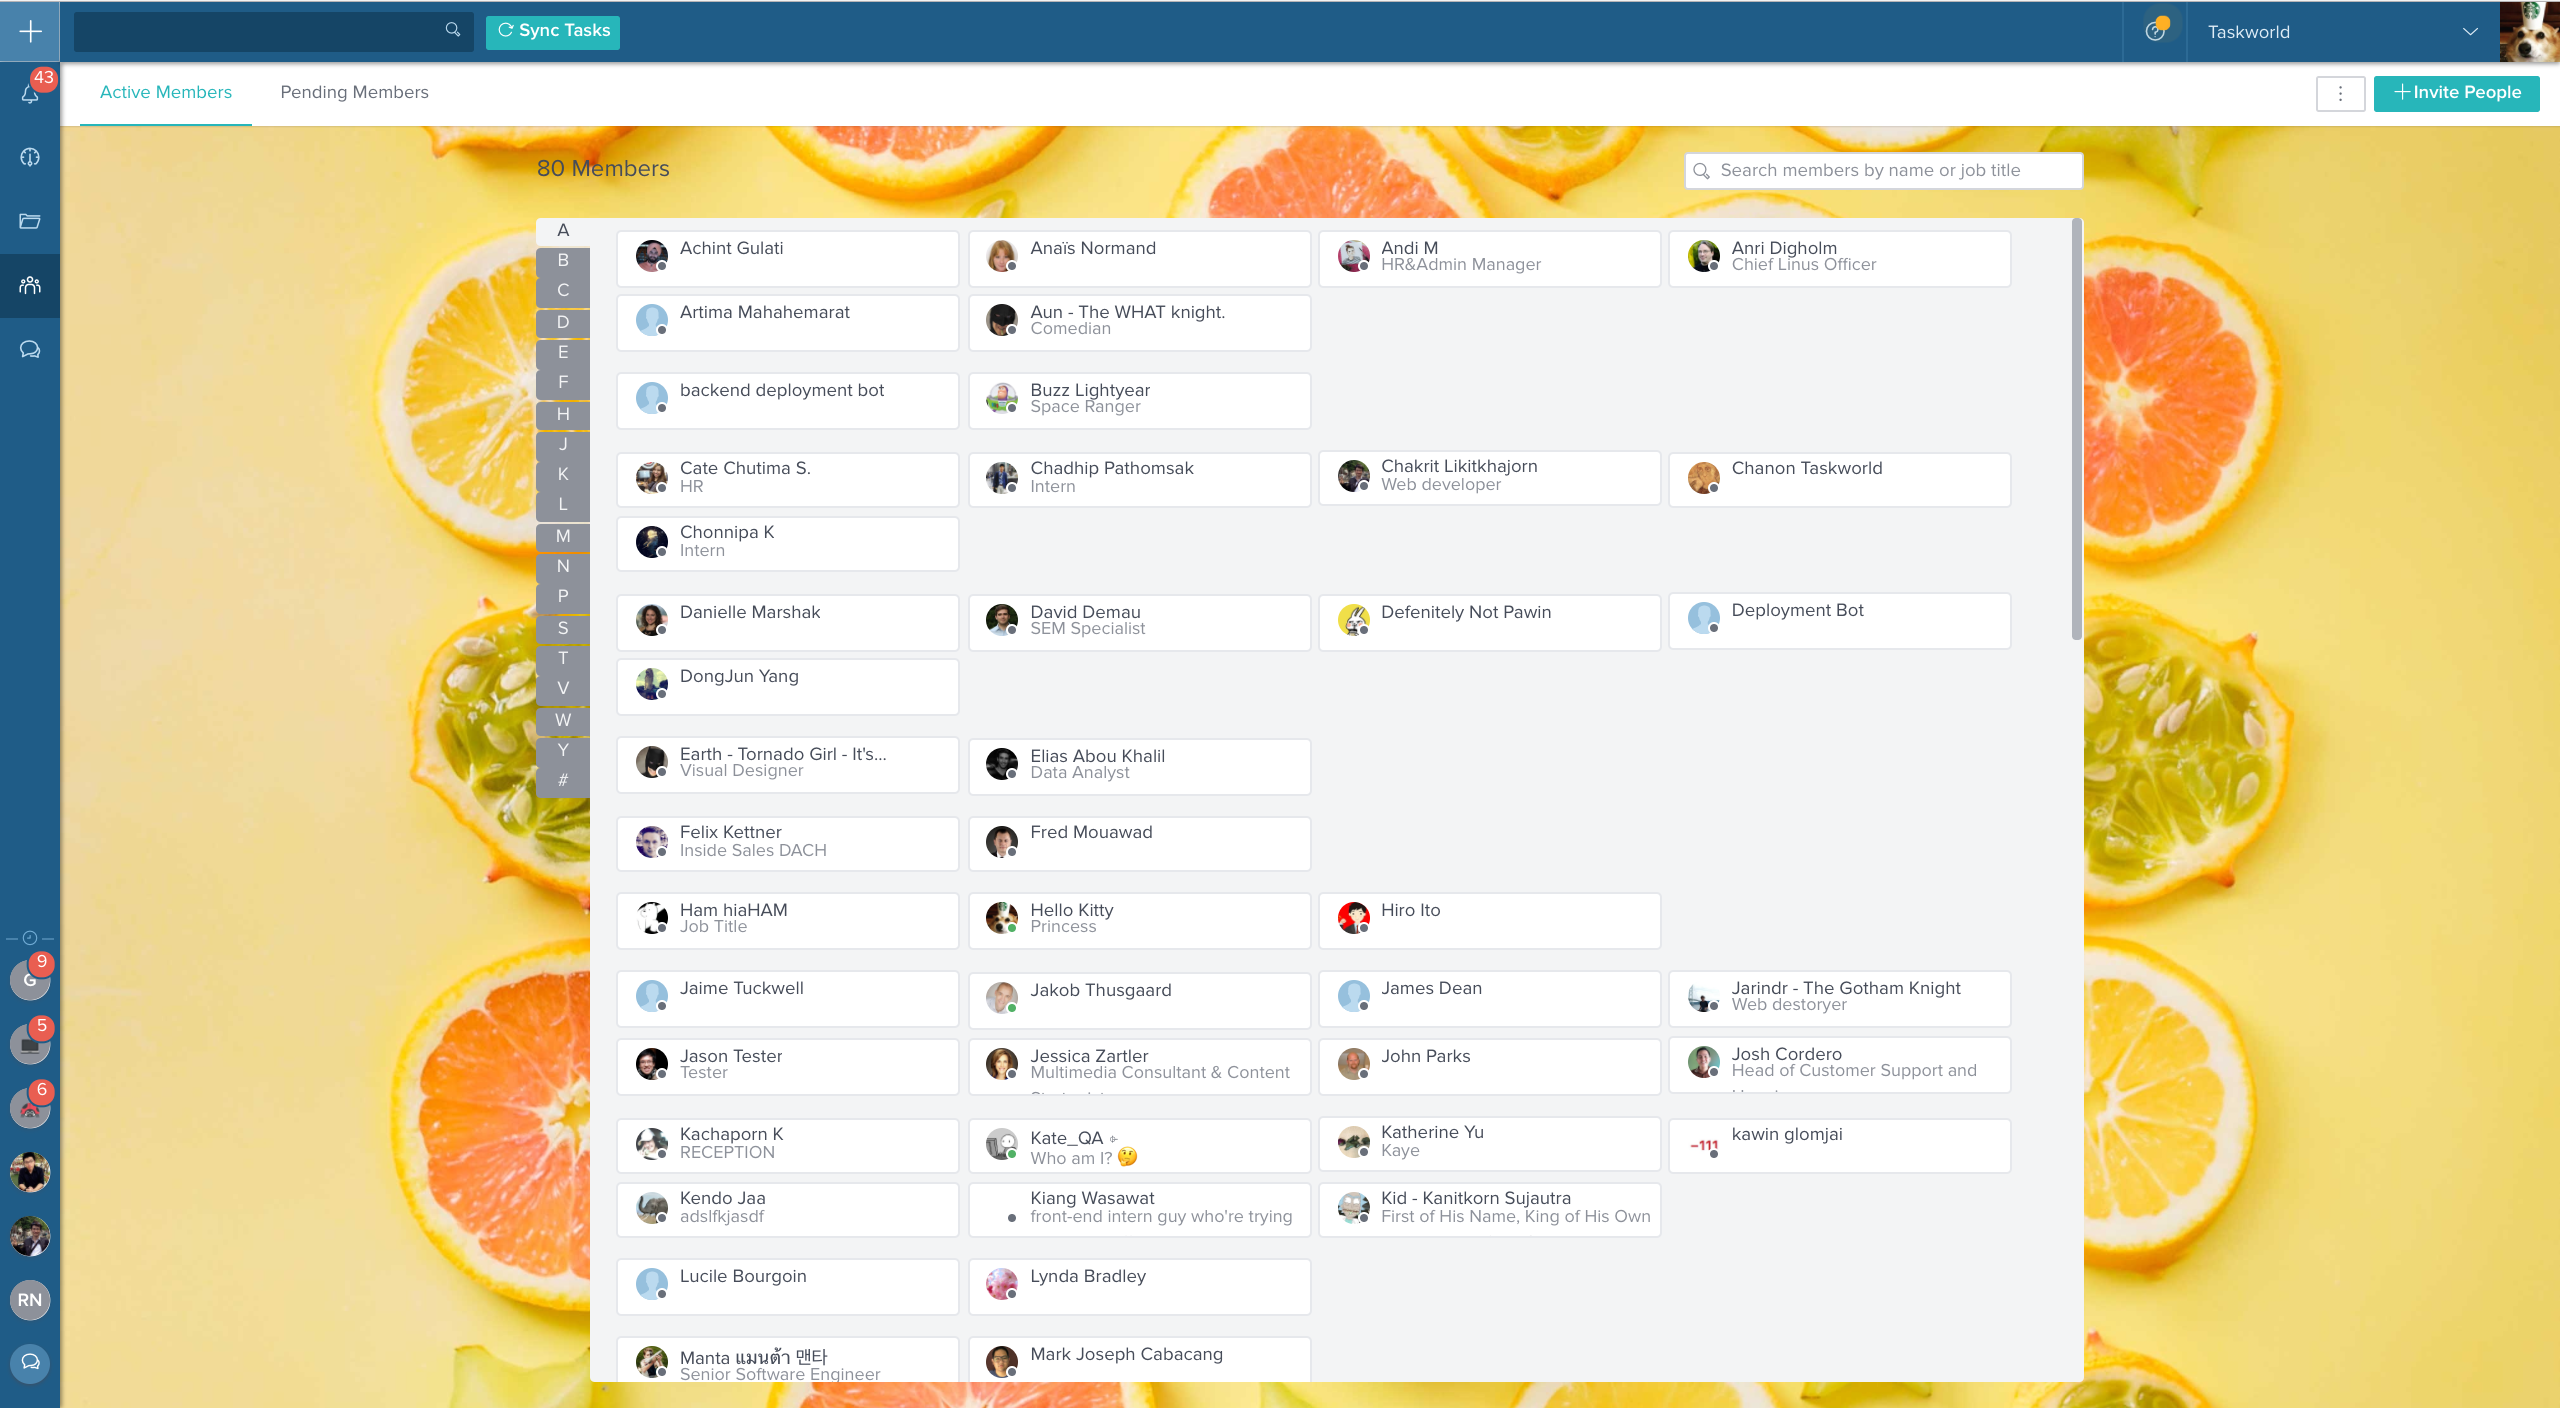 Sync Tasks
Taskworld
43
Active Members
Pending Members
Invite People
80 Members
Search members by name or job title
A
B
C
D
E
F
H
J
K
L
M
N
P
S
T
V
W
Y
#
Achint Gulati
Anaïs Normand
Andi M
HR&Admin Manager
Anri Digholm
Chief Linus Officer
Artima Mahahemarat
Aun - The WHAT knight.
Comedian
backend deployment bot
Buzz Lightyear
Space Ranger
Cate Chutima S.
HR
Chadhip Pathomsak
Intern
Chakrit Likitkhajorn
Web developer
Chanon Taskworld
Chonnipa K
Intern
Danielle Marshak
David Demau
SEM Specialist
Defenitely Not Pawin
Deployment Bot
DongJun Yang
Earth - Tornado Girl - It's...
Visual Designer
Elias Abou Khalil
Data Analyst
Felix Kettner
Inside Sales DACH
Fred Mouawad
Ham hiaHAM
Job Title
Hello Kitty
Princess
Hiro Ito
Jaime Tuckwell
Jakob Thusgaard
James Dean
Jarindr - The Gotham Knight
Web destoryer
Jason Tester
Tester
Jessica Zartler
Multimedia Consultant & Content
John Parks
Josh Cordero
Head of Customer Support and
Kachaporn K
RECEPTION
Kate_QA
Who am I? 🤔
Katherine Yu
Kaye
-111
kawin glomjai
Kendo Jaa
adslfkjasdf
Kiang Wasawat
front-end intern guy who're trying
Kid - Kanitkorn Sujautra
First of His Name, King of His Own
Lucile Bourgoin
Lynda Bradley
Manta แมนต้า 맨타
Senior Software Engineer
Mark Joseph Cabacang
9
G
5
6
RN